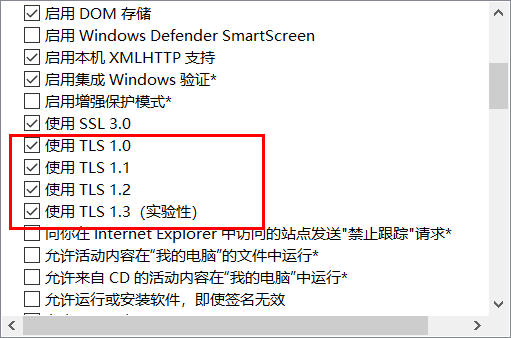 启用 DOM 存储
启用 Windows Defender SmartScreen
启用本机 XMLHTTP 支持
启用集成 Windows 验证*
启用增强保护模式*
使用 SSL 3.0
使用 TLS 1.0
使用 TLS 1.1
使用 TLS 1.2
使用 TLS 1.3（实验性）
向你在 Internet Explorer 中访问的站点发送"禁止跟踪"请求*
允许活动内容在“我的电脑”的文件中运行*
允许来自 CD 的活动内容在“我的电脑”中运行*
允许运行或安装软件，即使签名无效